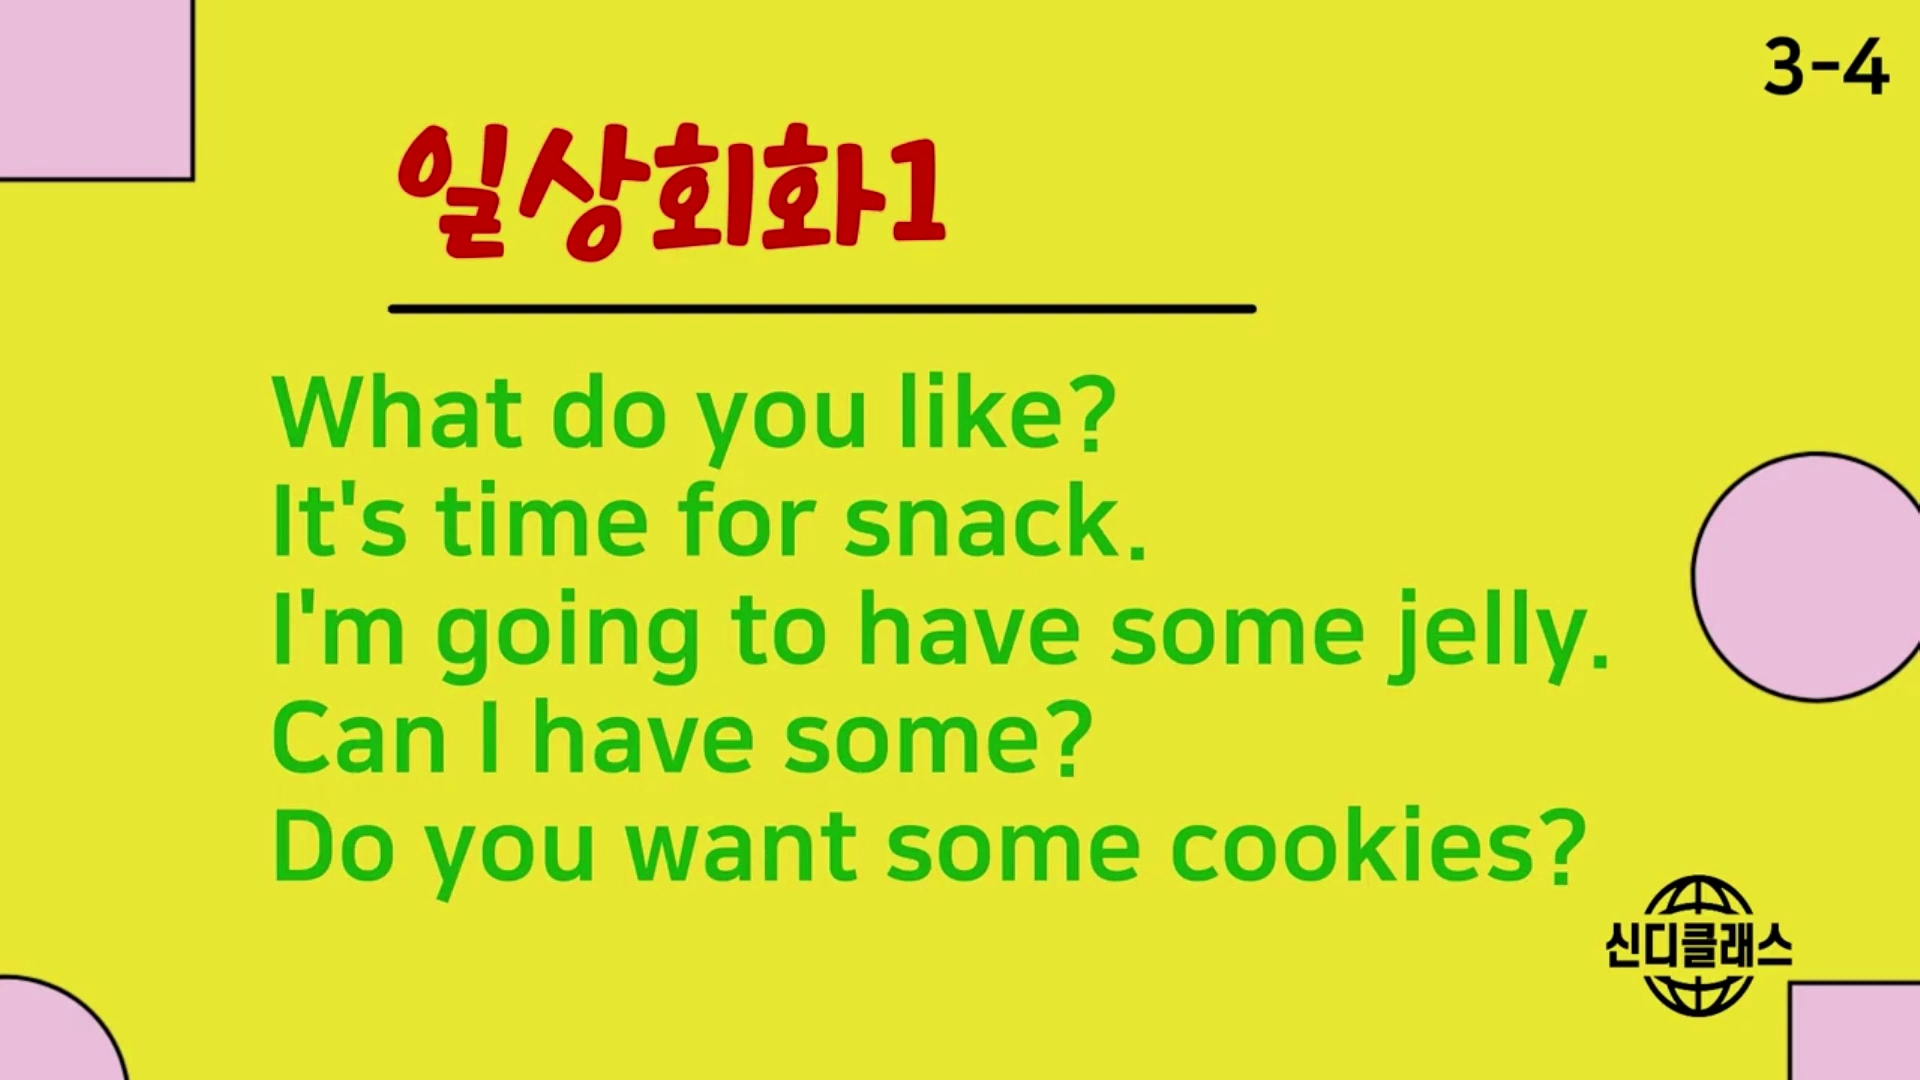 3-4
일상회화1
What do you like?
It's time for snack.
I'm going to have some jelly.
Can I have some?
Do you want some cookies?
신디클래스